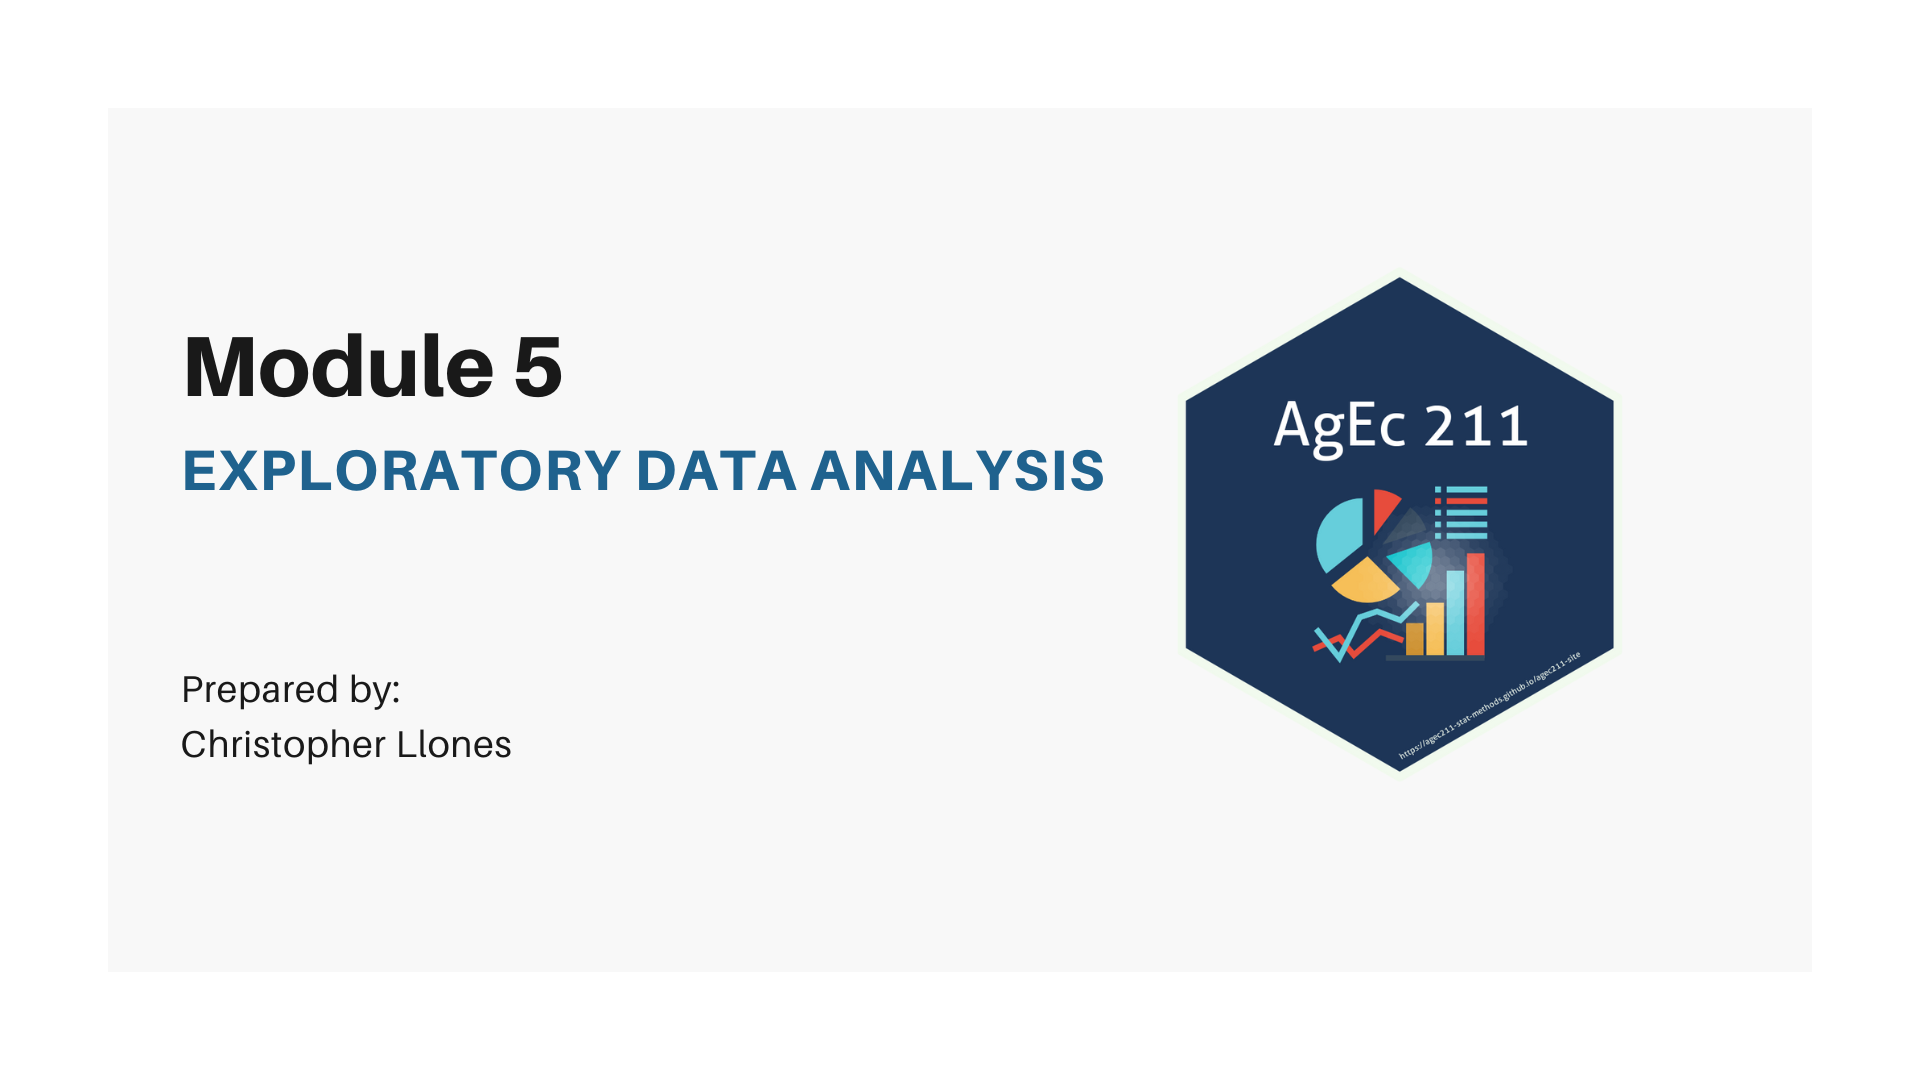 Module 5
EXPLORATORY DATA ANALYSIS
Prepared by:
Christopher Llones
AgEc 211
https://agec211-stat-methods.github.io/agec211-site